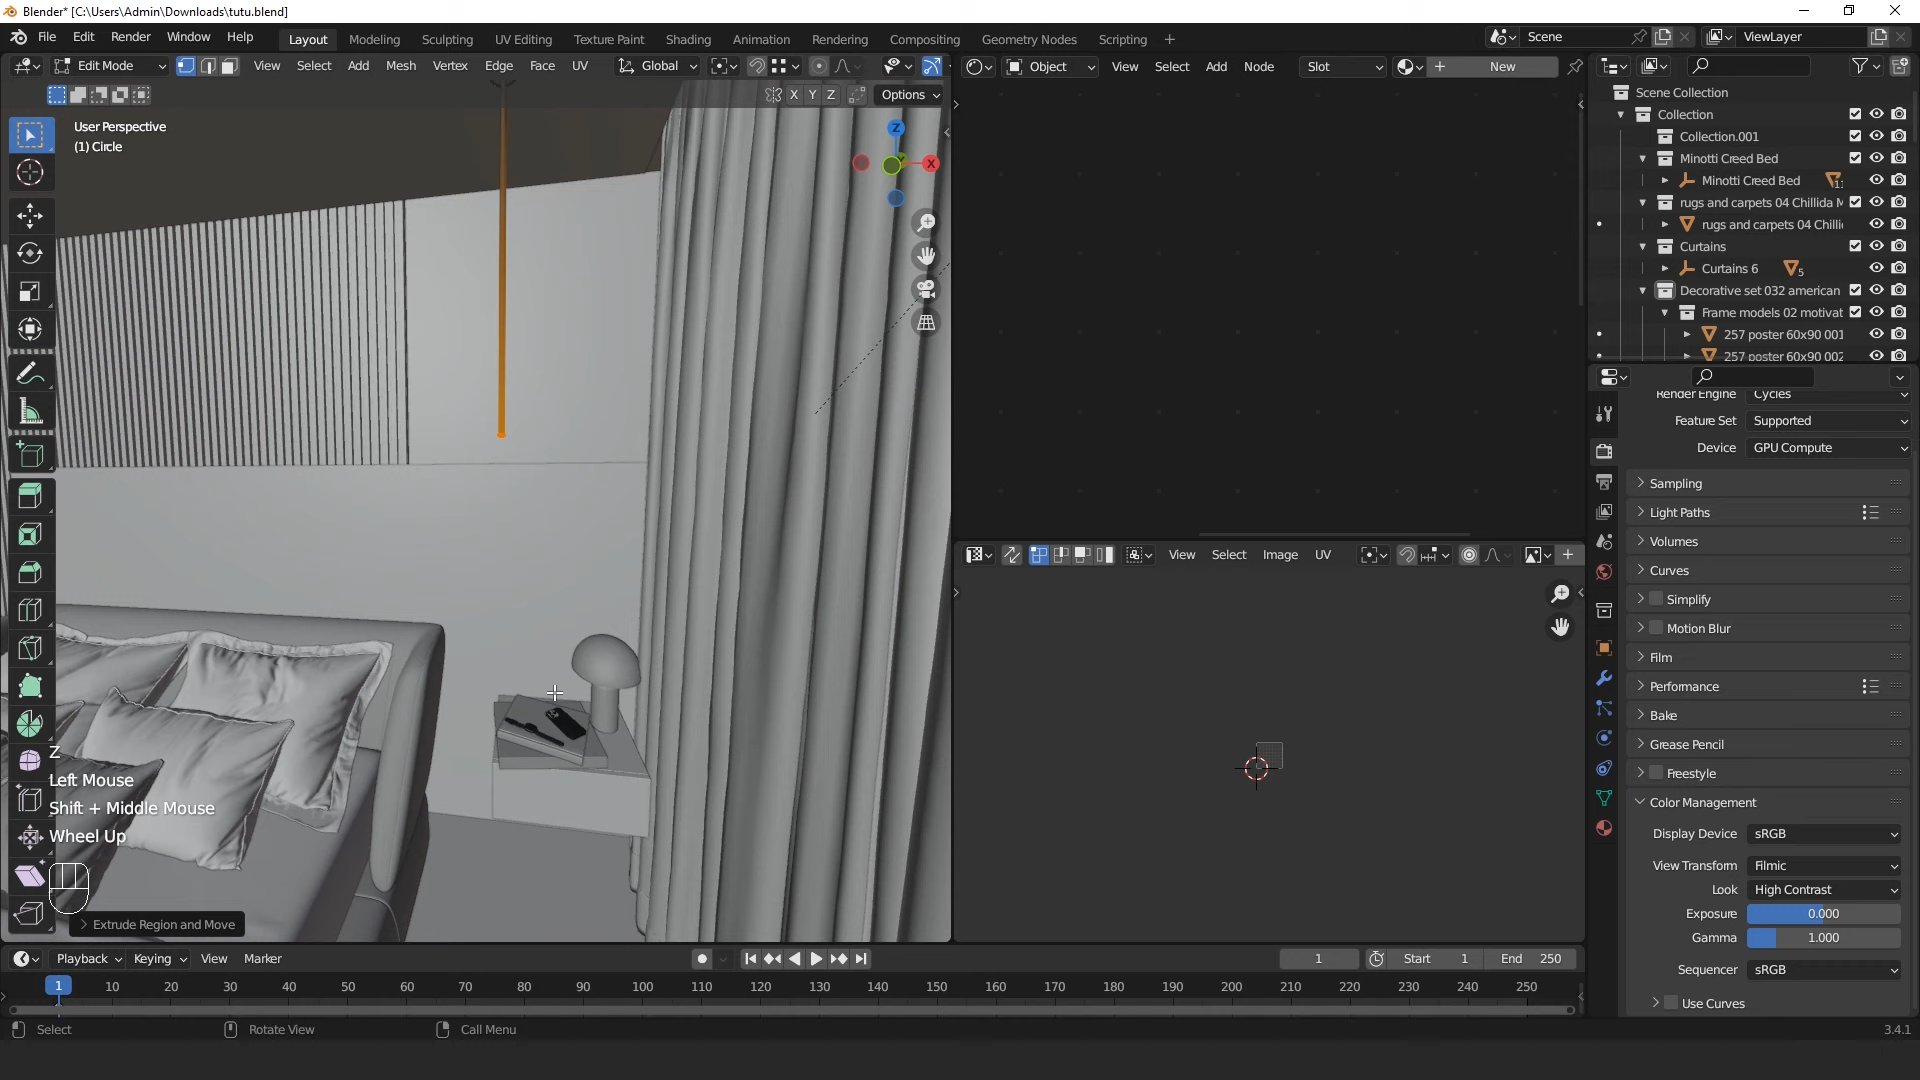 Blender* [C:\Users\Admin\Downloads\tutu.blend]
File Edit Render Window Help Layout Modeling Sculpting UV Editing Texture Paint Shading Animation Rendering Compositing Geometry Nodes Scripting + Scene ViewLayer
Edit Mode View Select Add Mesh Vertex Edge Face UV Global Object View Select Add Node Slot New
X Y Z Options
User Perspective
(1) Circle
Z
X
Scene Collection
Collection
Collection.001
Minotti Creed Bed
Minotti Creed Bed 11
rugs and carpets 04 Chillida M
rugs and carpets 04 Chilli
Curtains
Curtains 6 5
Decorative set 032 american
Frame models 02 motivat
257 poster 60x90 001
257 poster 60x90 002
Render Engine Cycles
Feature Set Supported
Device GPU Compute
Sampling
Light Paths
Volumes
Curves
Simplify
Motion Blur
Film
Performance
Bake
Grease Pencil
Freestyle
Color Management
Display Device sRGB
View Transform Filmic
Look High Contrast
Exposure 0.000
Gamma 1.000
Sequencer sRGB
Use Curves
View Select Image UV
Z
Left Mouse
Shift + Middle Mouse
Wheel Up
Extrude Region and Move
Playback Keying View Marker 1 Start 1 End 250
1 10 20 30 40 50 60 70 80 90 100 110 120 130 140 150 160 170 180 190 200 210 220 230 240 250
Select Rotate View Call Menu 3.4.1